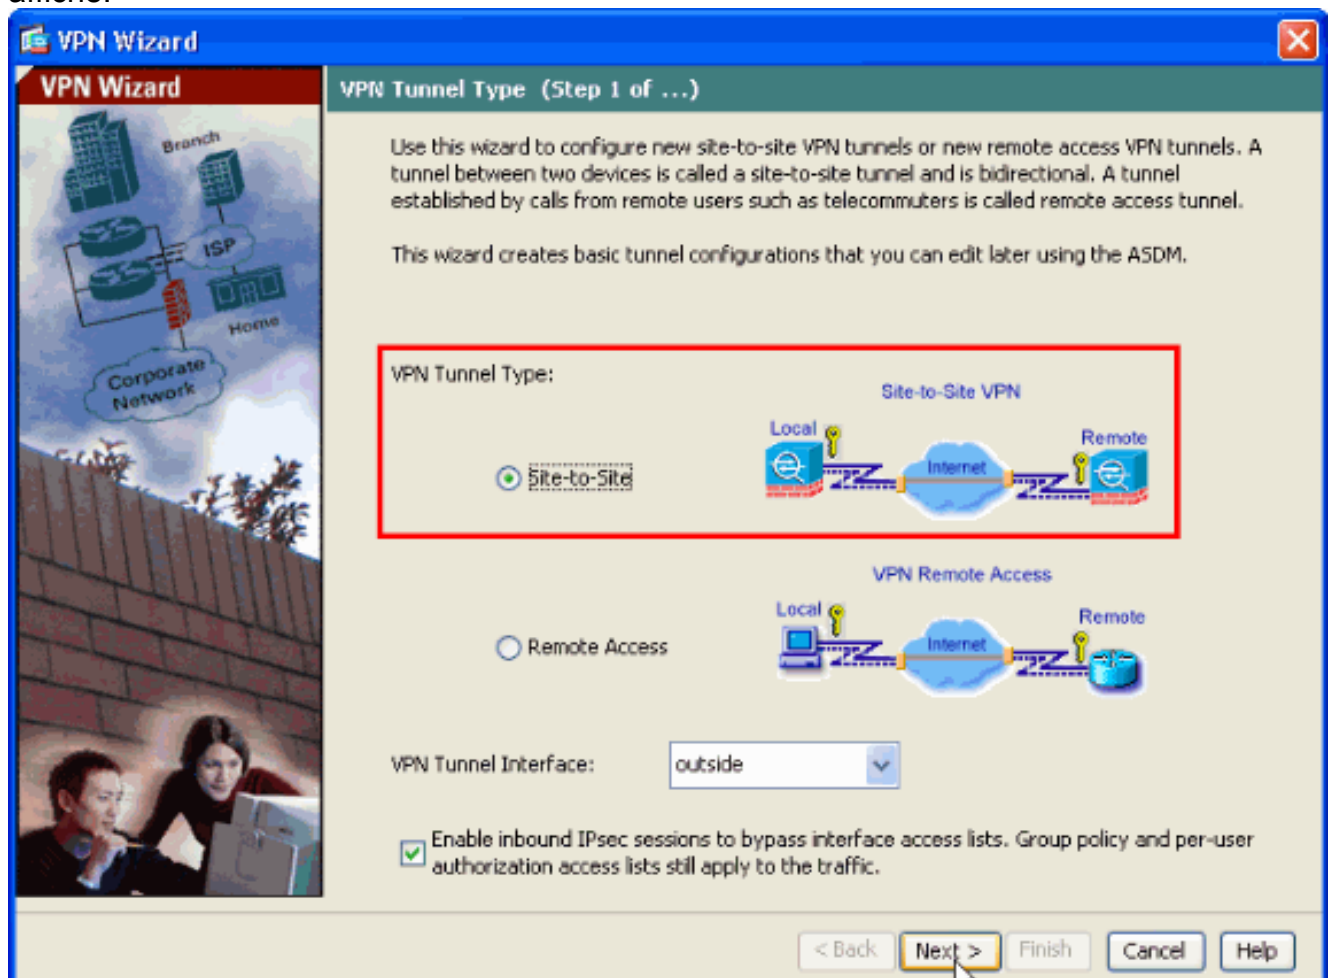 affiché.
VPN Wizard
VPN Wizard
VPN Tunnel Type (Step 1 of ...)
Branch
ISP
Home
Corporate
Network
Use this wizard to configure new site-to-site VPN tunnels or new remote access VPN tunnels. A
tunnel between two devices is called a site-to-site tunnel and is bidirectional. A tunnel
established by calls from remote users such as telecommuters is called remote access tunnel.
This wizard creates basic tunnel configurations that you can edit later using the ASDM.
VPN Tunnel Type:
Site-to-Site VPN
Local
Remote
Site-to-Site
Internet
VPN Remote Access
Local
Remote
Remote Access
Internet
VPN Tunnel Interface:
outside
Enable inbound IPsec sessions to bypass interface access lists. Group policy and per-user
authorization access lists still apply to the traffic.
< Back
Next >
Finish
Cancel
Help